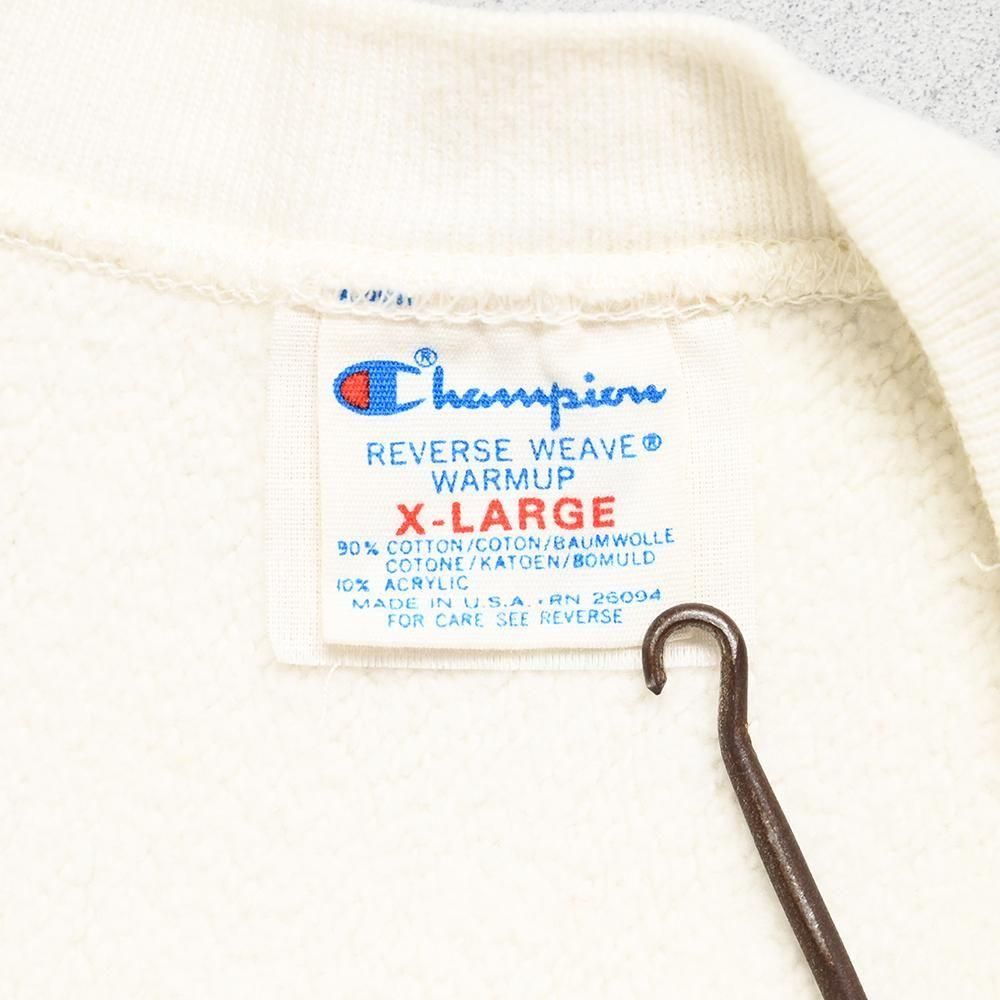 Champion®
REVERSE WEAVE®
WARMUP
X-LARGE
90% COTTON/COTON/BAUMWOLLE
COTONE/KATOEN/BOMULD
10% ACRYLIC
MADE IN U.S.A. • RN 26094
FOR CARE SEE REVERSE